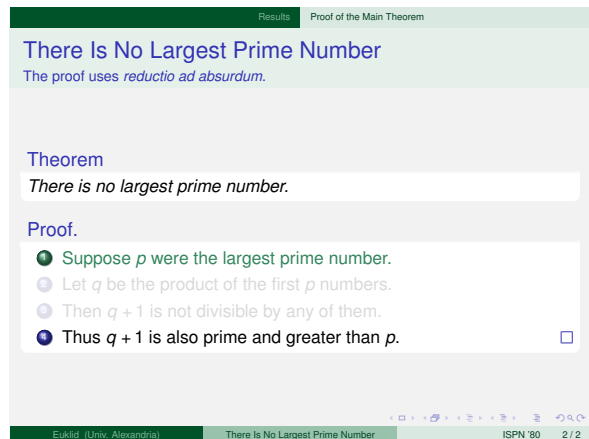 Results Proof of the Main Theorem
There Is No Largest Prime Number
The proof uses reductio ad absurdum.
Theorem
There is no largest prime number.
Proof.
1 Suppose p were the largest prime number.
2 Let q be the product of the first p numbers.
3 Then q + 1 is not divisible by any of them.
4 Thus q + 1 is also prime and greater than p.
Euklid (Univ. Alexandria) There Is No Largest Prime Number ISPN '80 2 / 2